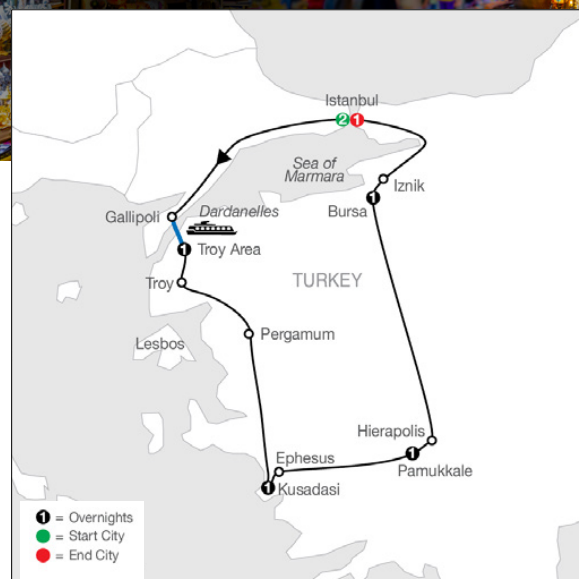 Istanbul
2 1
Sea of
Marmara
Iznik
Bursa
1
Gallipoli
Dardanelles
1 Troy Area
Troy
TURKEY
Pergamum
Lesbos
Hierapolis
1
Pamukkale
Ephesus
1 Kusadasi
1 = Overnights
= Start City
= End City